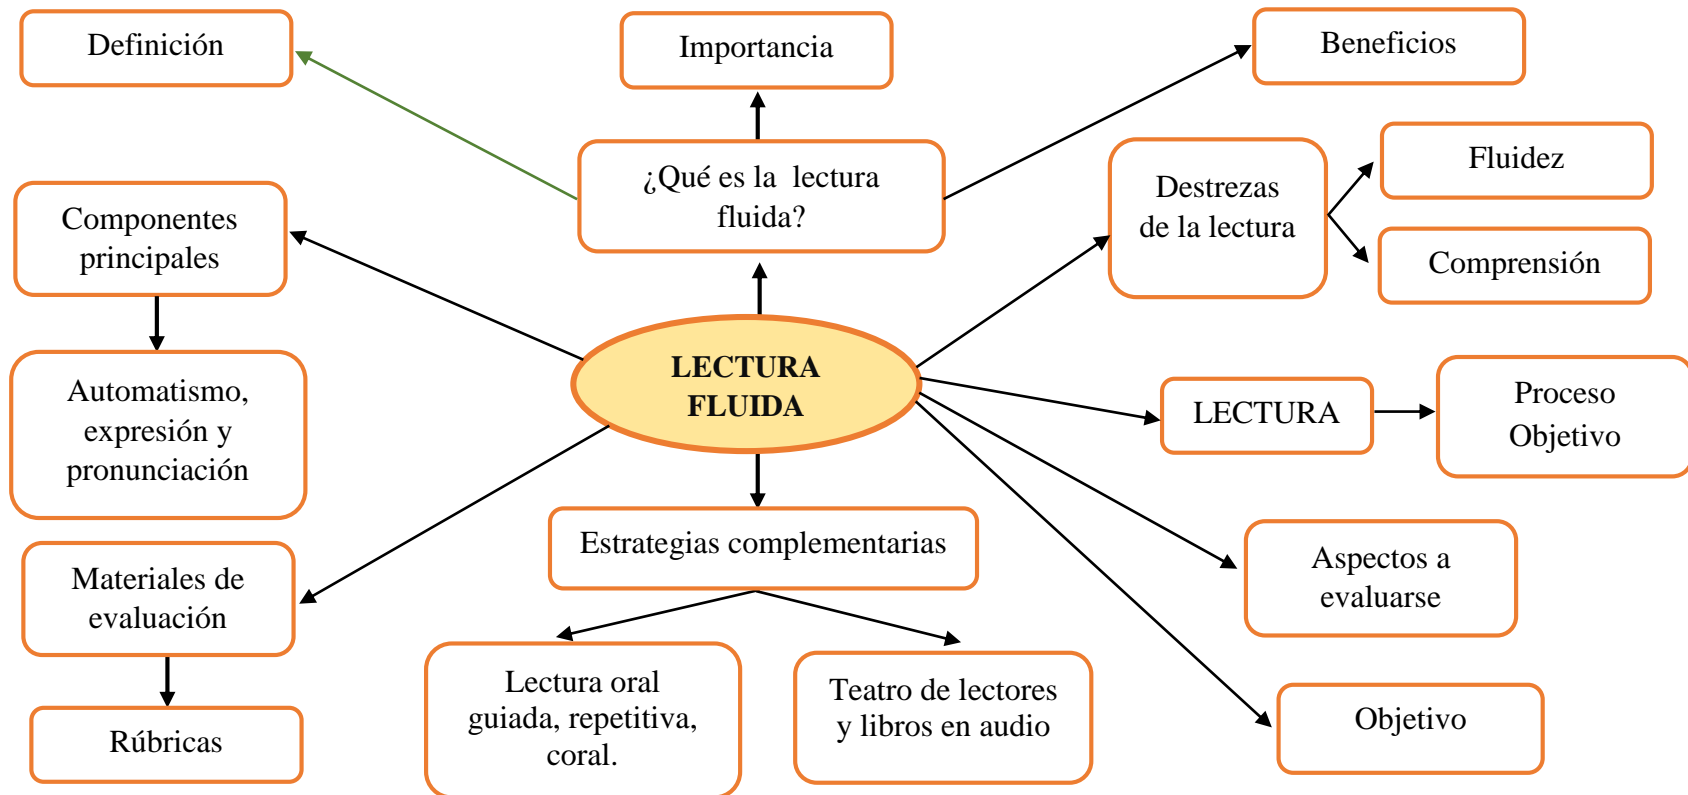 Definición
Importancia
Beneficios
¿Qué es la lectura
fluida?
Destrezas
de la lectura
Fluidez
Comprensión
Componentes
principales
Automatismo,
expresión y
pronunciación
LECTURA
FLUIDA
LECTURA
Proceso
Objetivo
Materiales de
evaluación
Rúbricas
Estrategias complementarias
Lectura oral
guiada, repetitiva,
coral.
Teatro de lectores
y libros en audio
Aspectos a
evaluarse
Objetivo